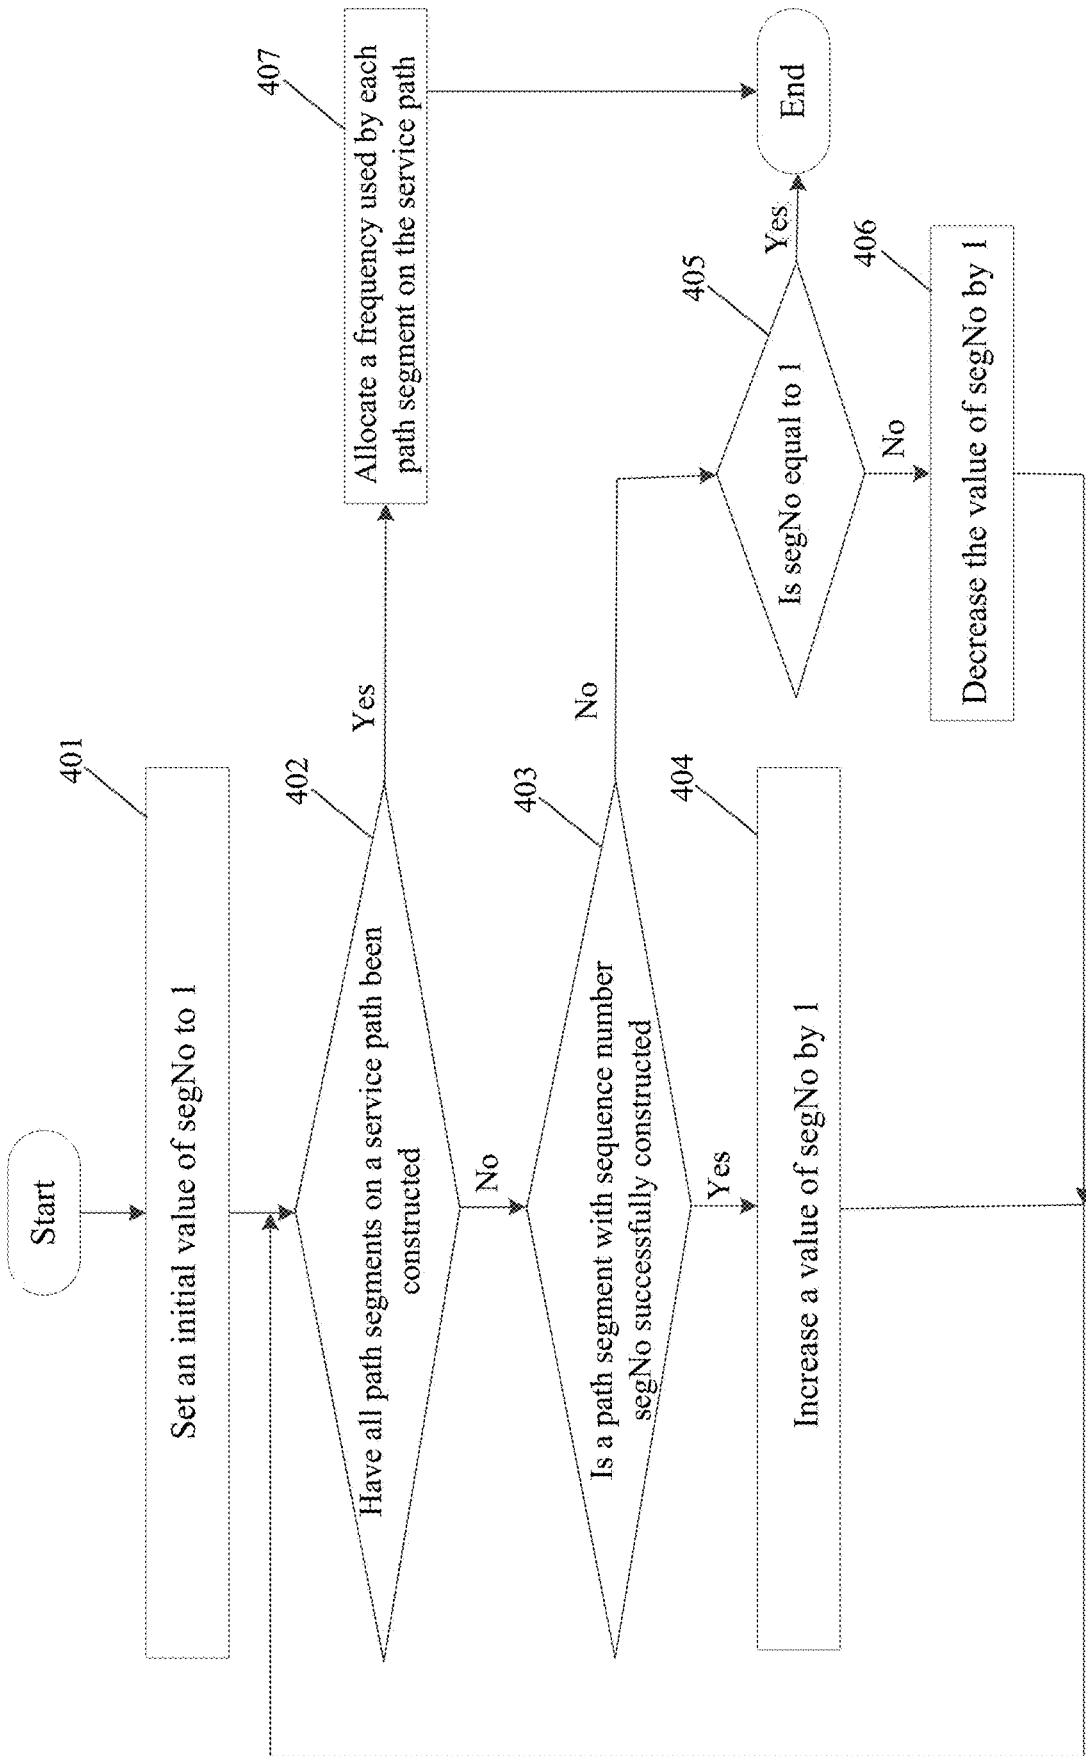 Start
401
Set an initial value of segNo to 1
402
Have all path segments on a service path been
constructed
Yes
407
Allocate a frequency used by each
path segment on the service path
No
403
Is a path segment with sequence number
segNo successfully constructed
No
Yes
404
Increase a value of segNo by 1
405
Is segNo equal to 1
Yes
End
No
406
Decrease the value of segNo by 1